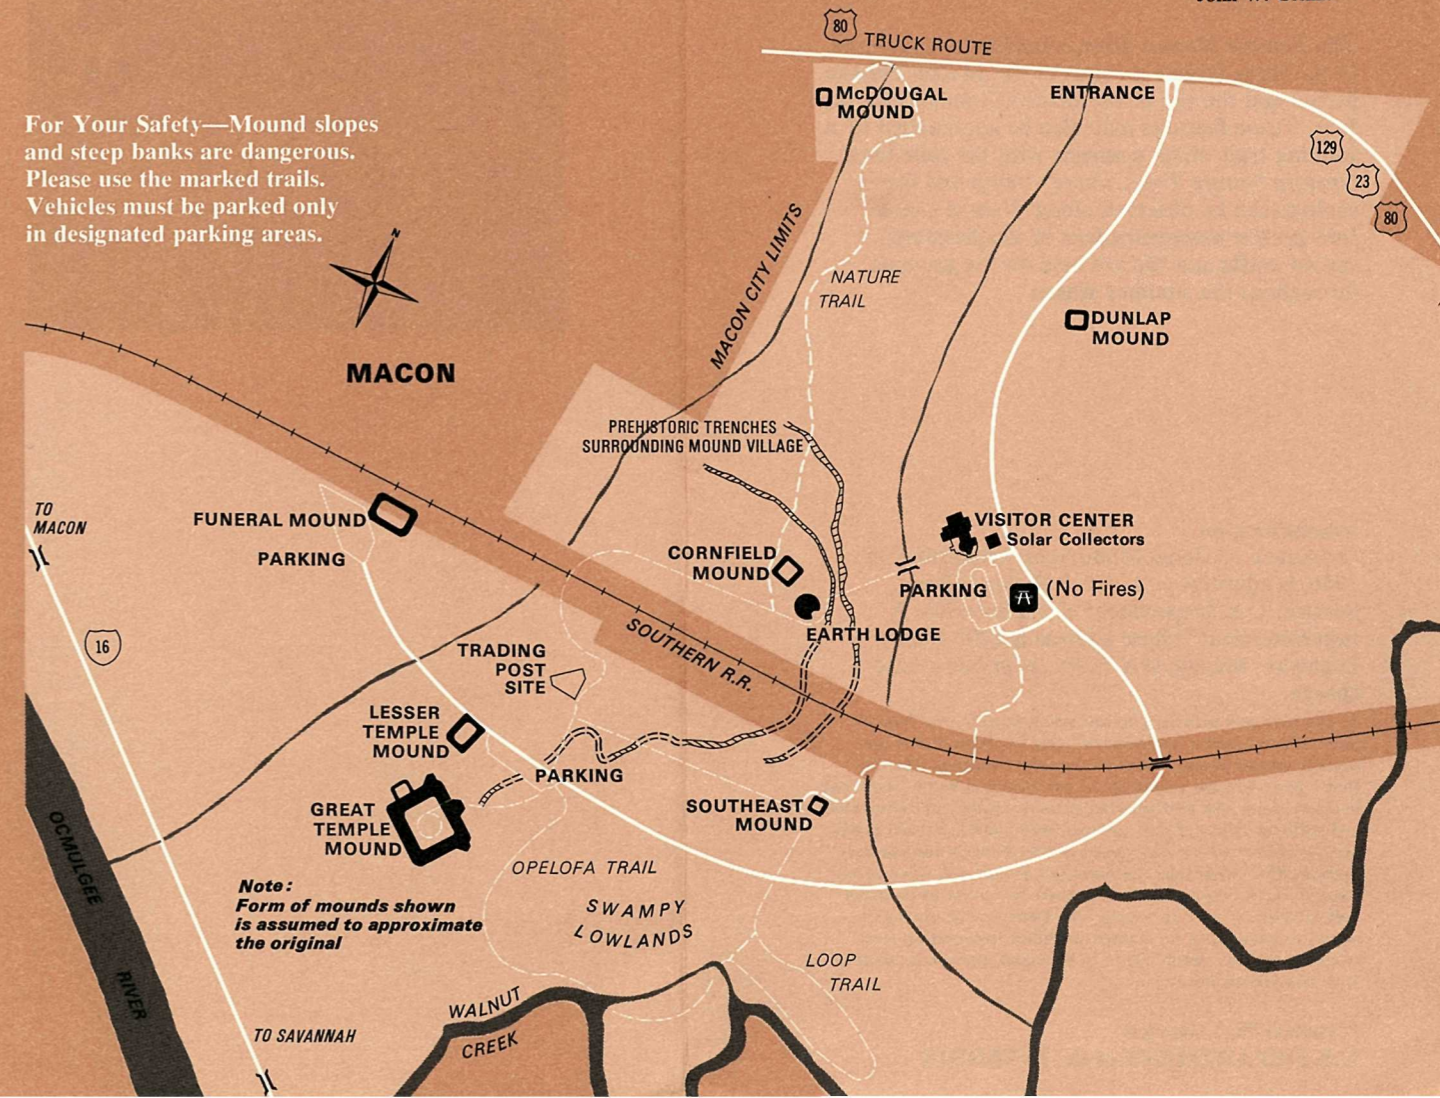 80
TRUCK ROUTE
McDOUGAL
MOUND
ENTRANCE
For Your Safety—Mound slopes
and steep banks are dangerous.
Please use the marked trails.
Vehicles must be parked only
in designated parking areas.
129
23
80
N
MACON CITY LIMITS
NATURE
TRAIL
DUNLAP
MOUND
MACON
PREHISTORIC TRENCHES
SURROUNDING MOUND VILLAGE
TO
MACON
FUNERAL MOUND
PARKING
VISITOR CENTER
Solar Collectors
CORNFIELD
MOUND
PARKING
(No Fires)
EARTH LODGE
16
SOUTHERN R.R.
TRADING
POST
SITE
LESSER
TEMPLE
MOUND
PARKING
GREAT
TEMPLE
MOUND
SOUTHEAST
MOUND
OCMULGEE
RIVER
OPELOFA TRAIL
Note:
Form of mounds shown
is assumed to approximate
the original
SWAMPY
LOWLANDS
LOOP
TRAIL
WALNUT
CREEK
TO SAVANNAH